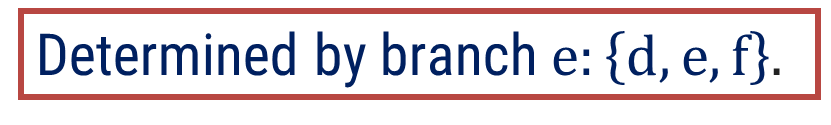 Determined by branch e: {d, e, f}.